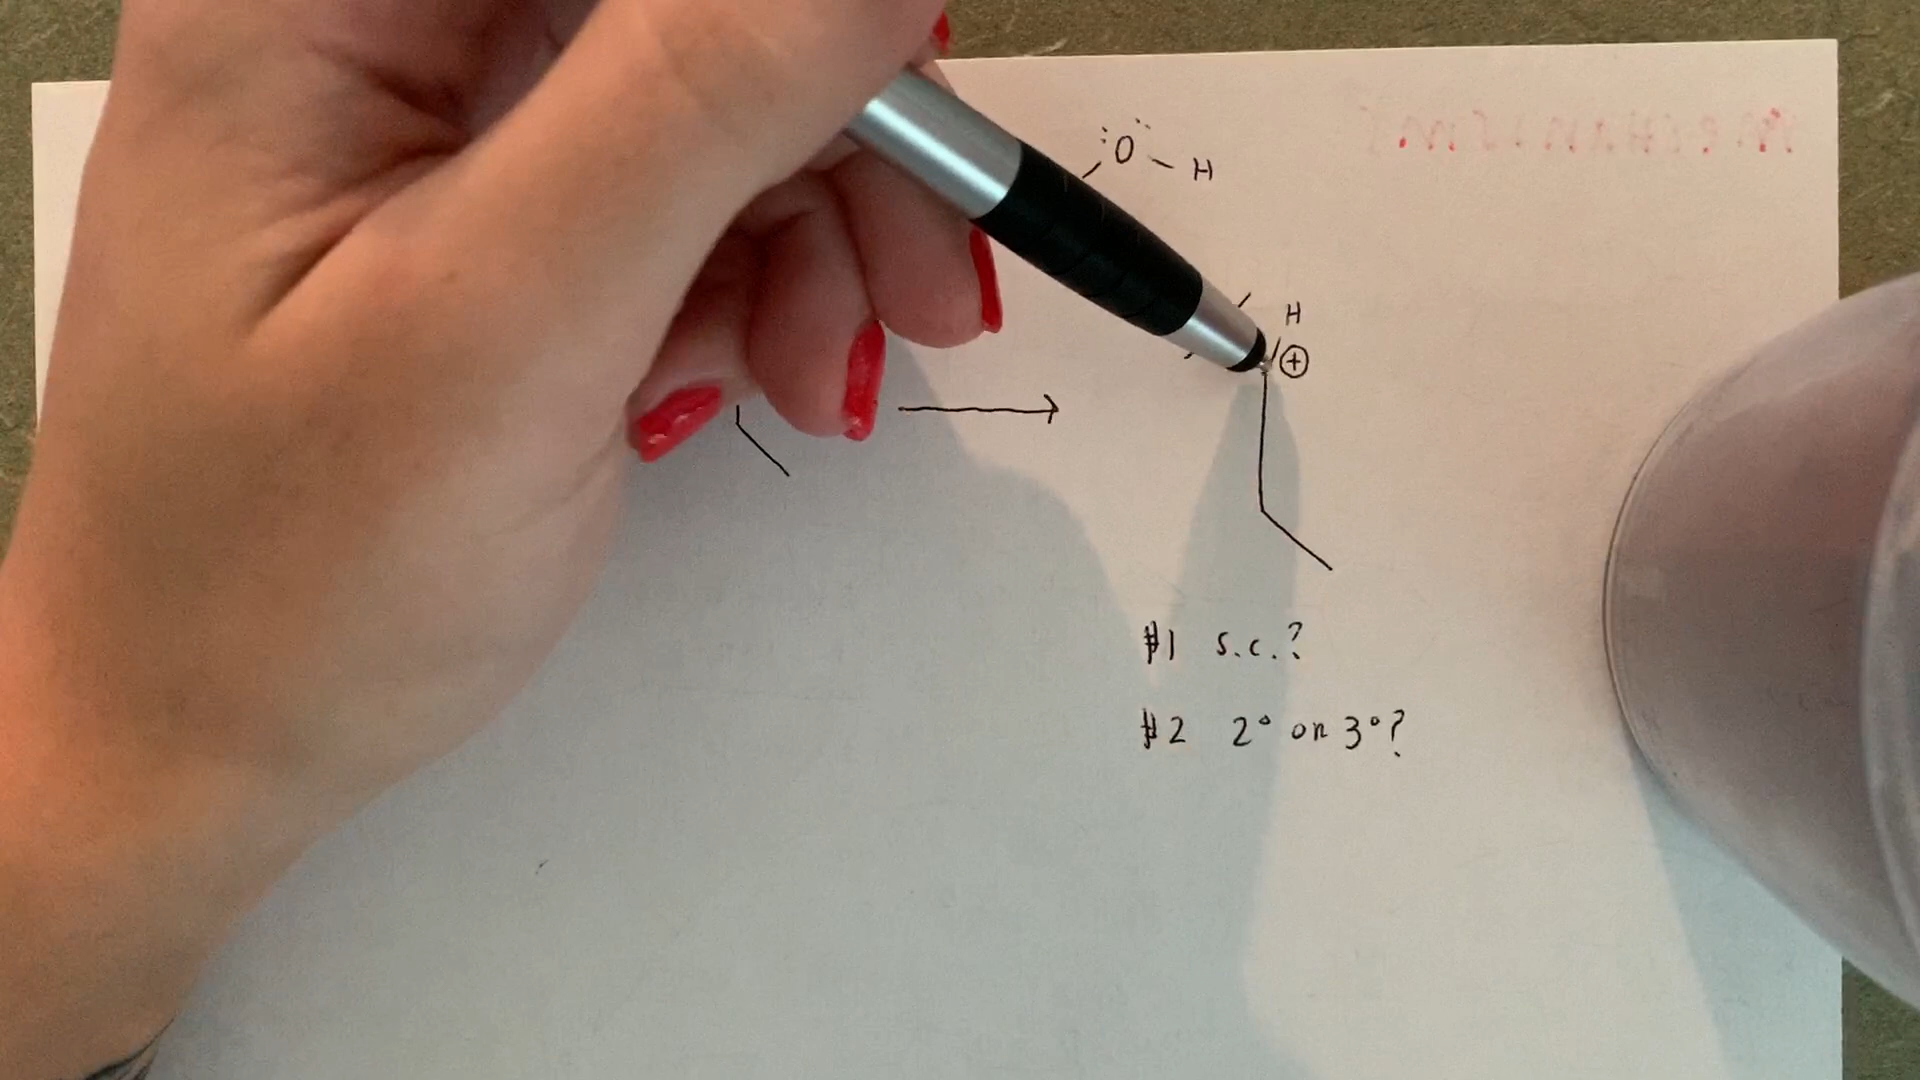 :Ö - H
H
⊕
#1 s.c.?
#2 2° or 3°?